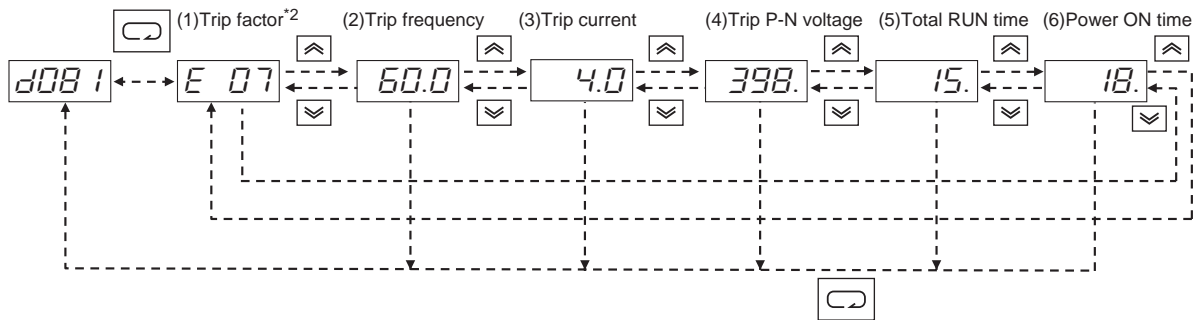 (1)Trip factor*2 (2)Trip frequency (3)Trip current (4)Trip P-N voltage (5)Total RUN time (6)Power ON time
d081 E 07 60.0 4.0 398. 15. 18.